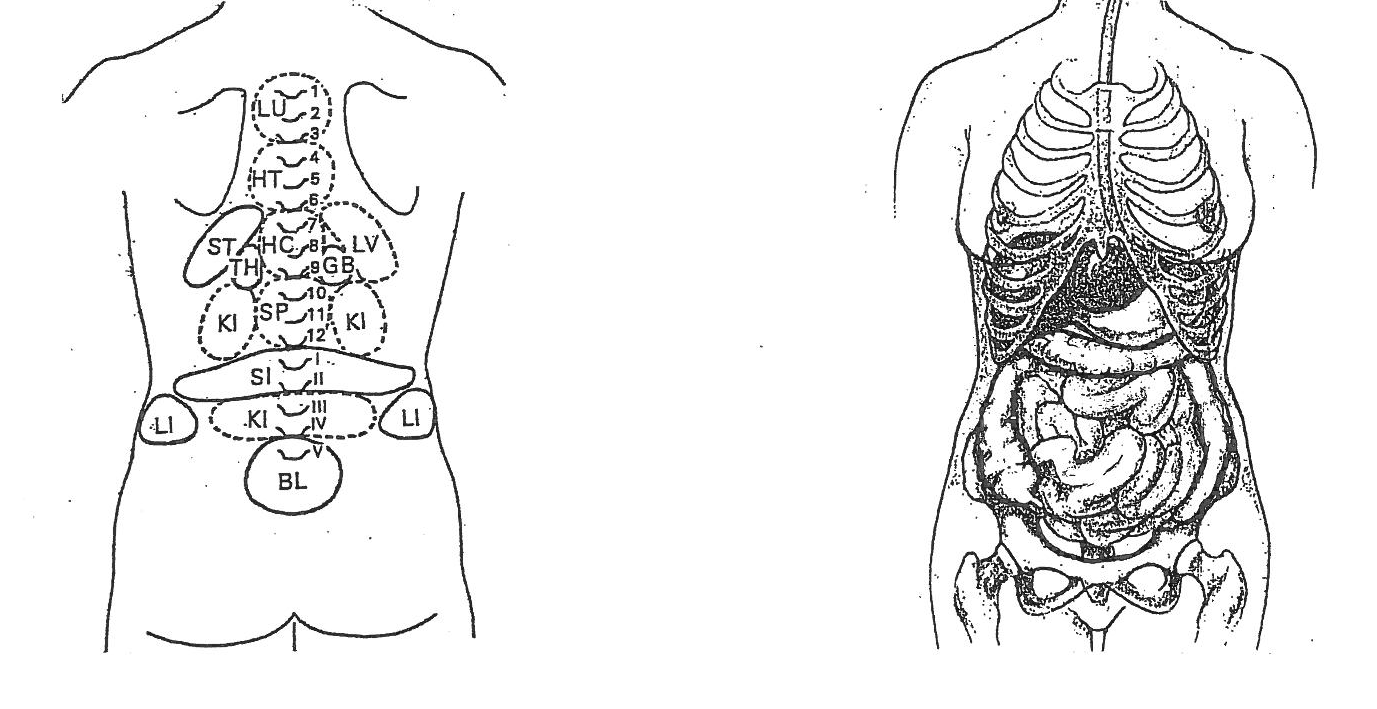 1
LU 2
3
4
HT 5
6
7
ST HC 8 LV
TH 9 GB
10
KI SP 11 KI
12
I
SI II
III
LI KI IV LI
V
BL